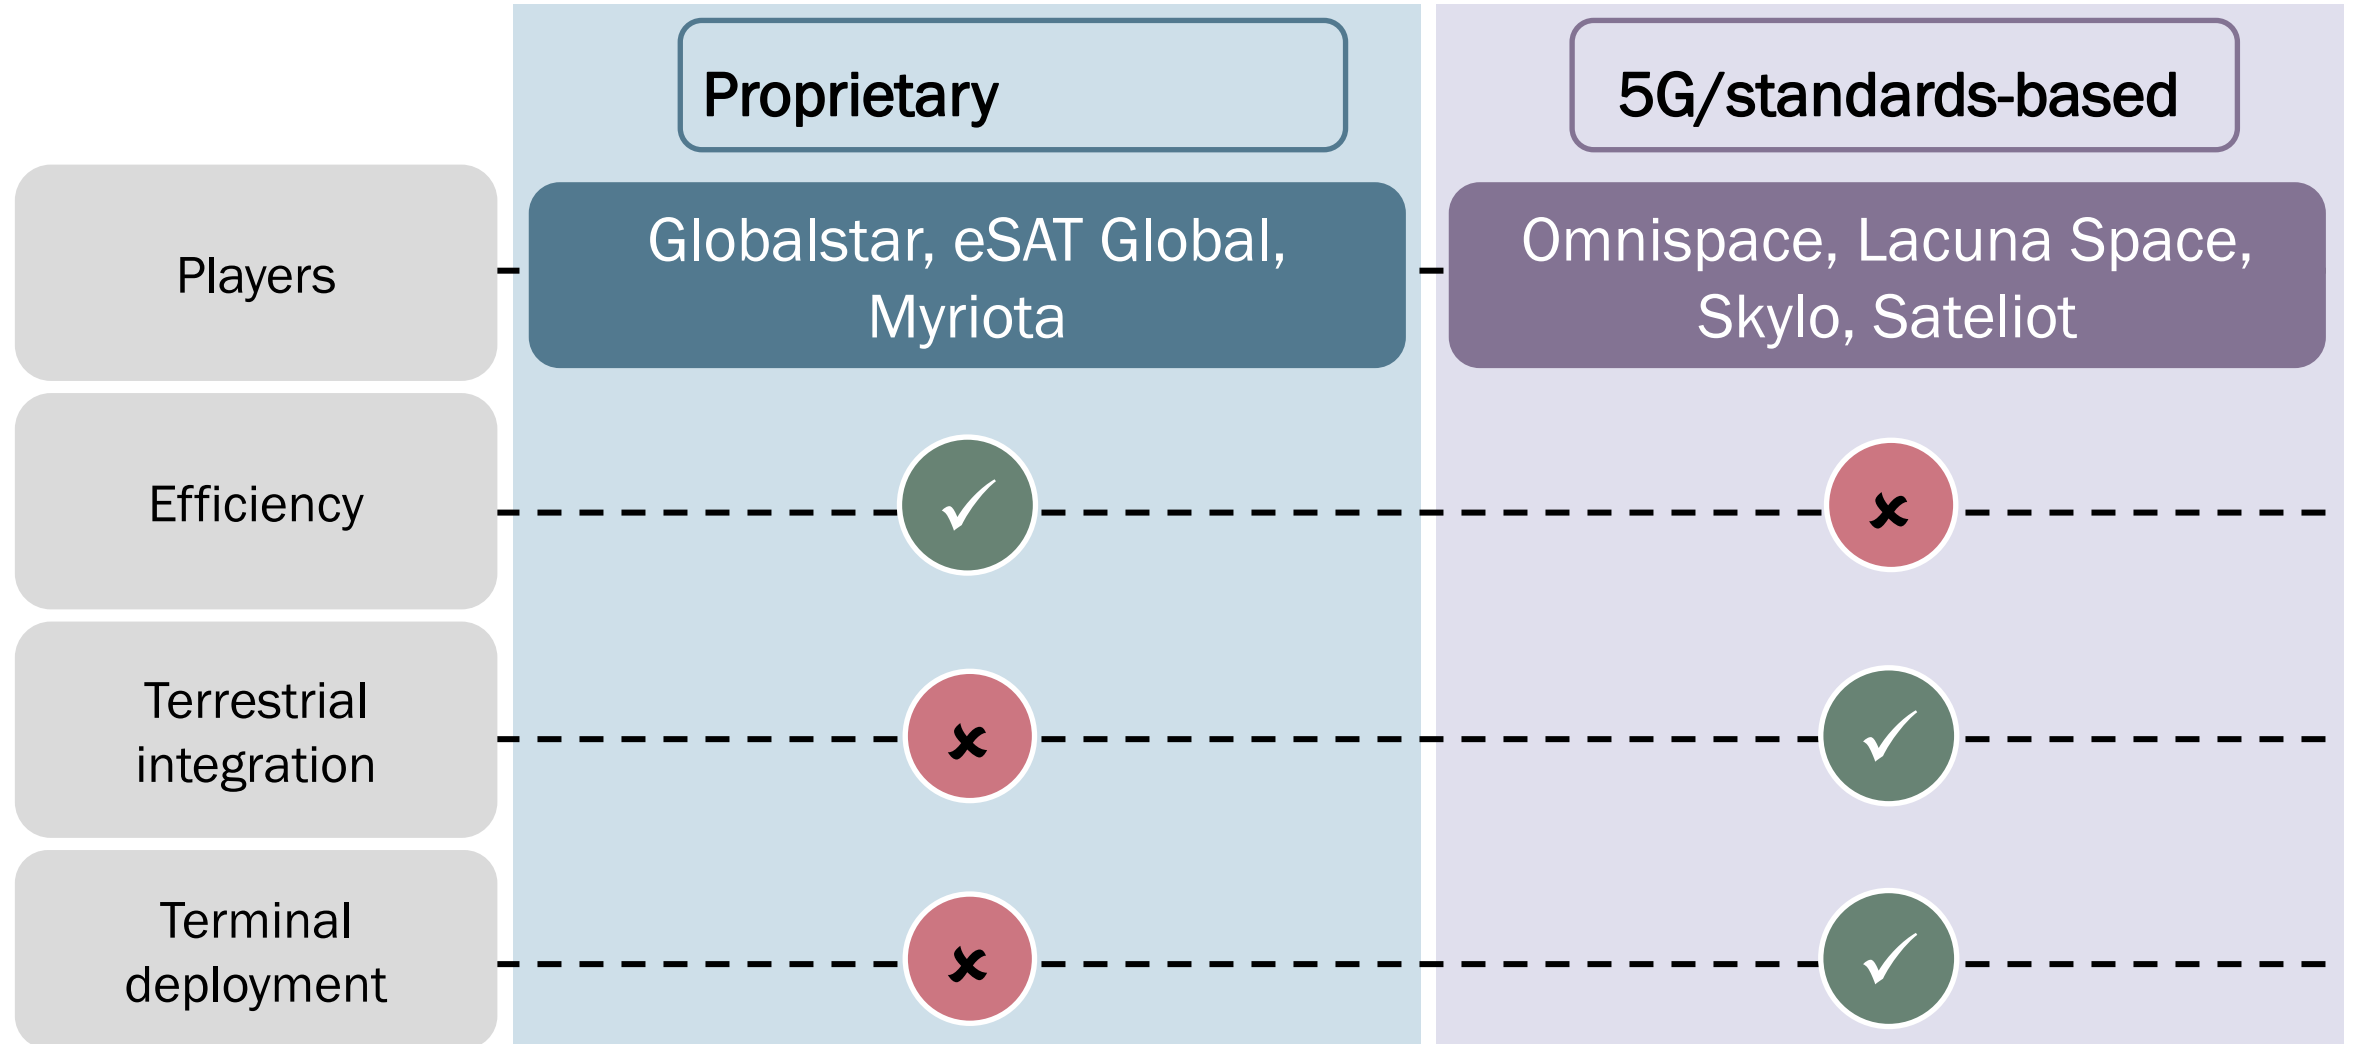 Proprietary
5G/standards-based
Players
Globalstar, eSAT Global,
Myriota
Omnispace, Lacuna Space,
Skylo, Sateliot
Efficiency
✓
✘
Terrestrial
integration
✘
✓
Terminal
deployment
✘
✓